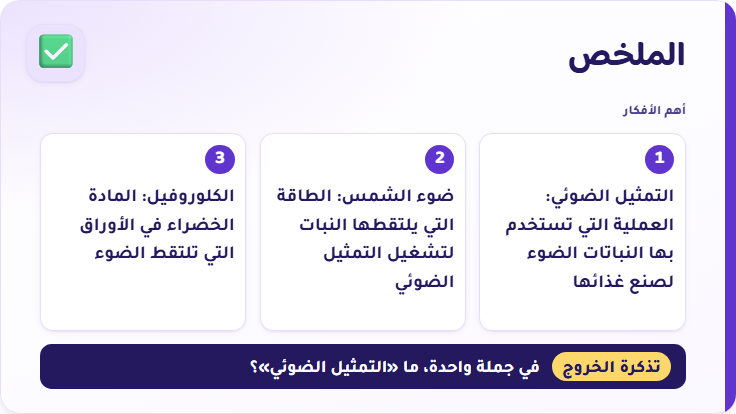 الملخص
أهم الأفكار
1
التمثيل الضوئي:
العملية التي تستخدم
بها النباتات الضوء
لصنع غذائها
2
ضوء الشمس: الطاقة
التي يلتقطها النبات
لتشغيل التمثيل
الضوئي
3
الكلوروفيل: المادة
الخضراء في الأوراق
التي تلتقط الضوء
تذكرة الخروج
في جملة واحدة، ما «التمثيل الضوئي»؟